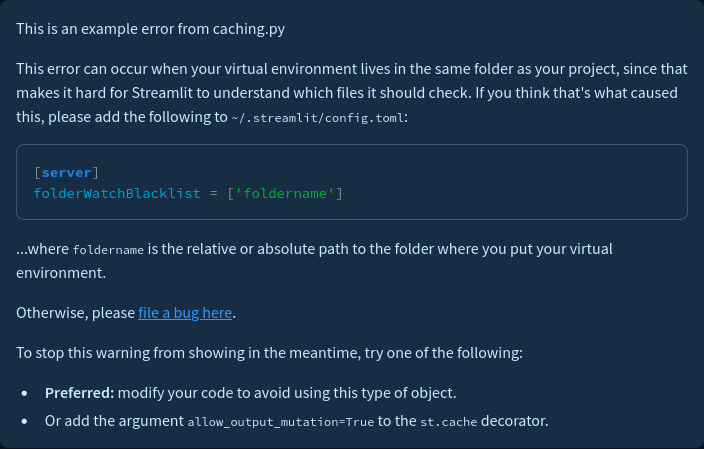 This is an example error from caching.py
This error can occur when your virtual environment lives in the same folder as your project, since that
makes it hard for Streamlit to understand which files it should check. If you think that's what caused
this, please add the following to ~/.streamlit/config.toml:
[server]
folderWatchBlacklist = ['foldername']
...where foldername is the relative or absolute path to the folder where you put your virtual
environment.
Otherwise, please file a bug here.
To stop this warning from showing in the meantime, try one of the following:
• Preferred: modify your code to avoid using this type of object.
• Or add the argument allow_output_mutation=True to the st.cache decorator.